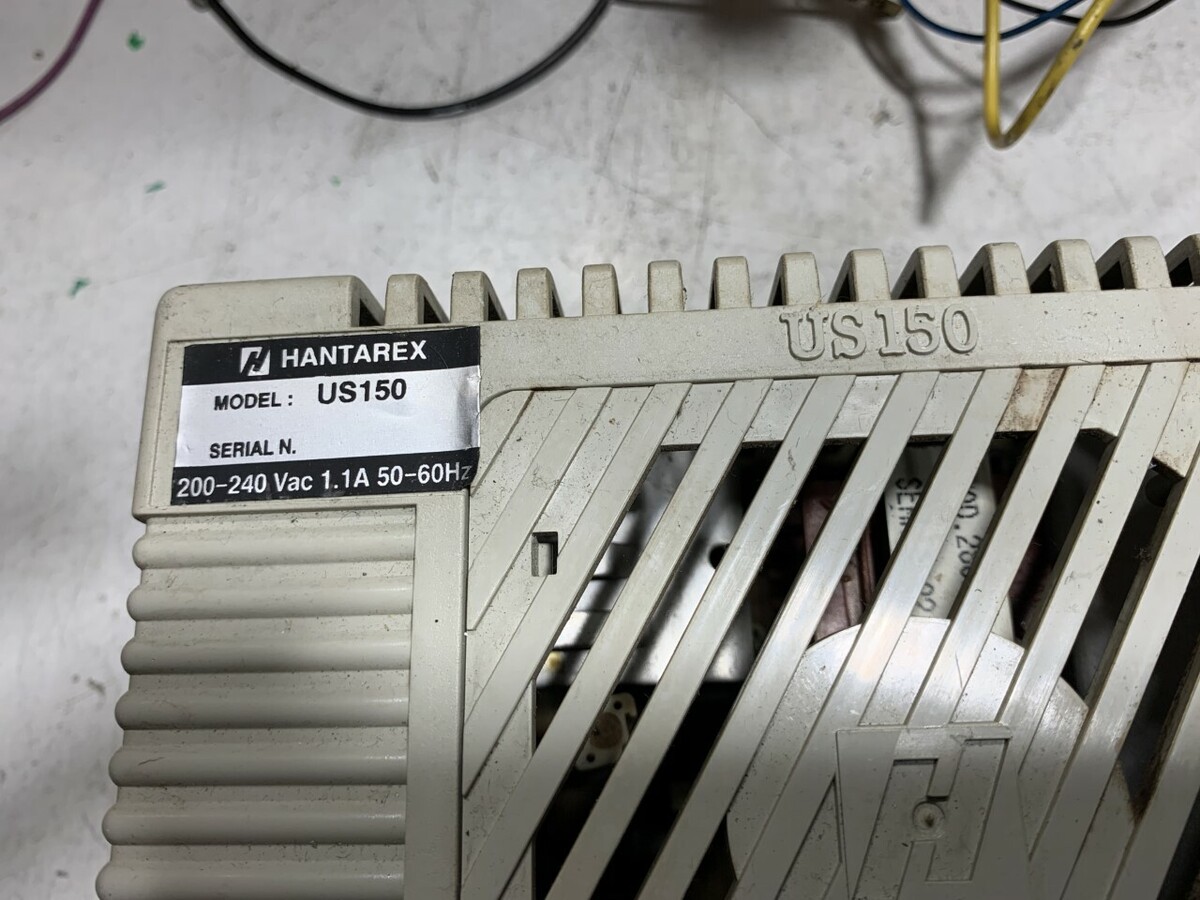 HANTAREX
MODEL: US150
SERIAL N.
200-240 Vac 1.1A 50-60Hz
US150